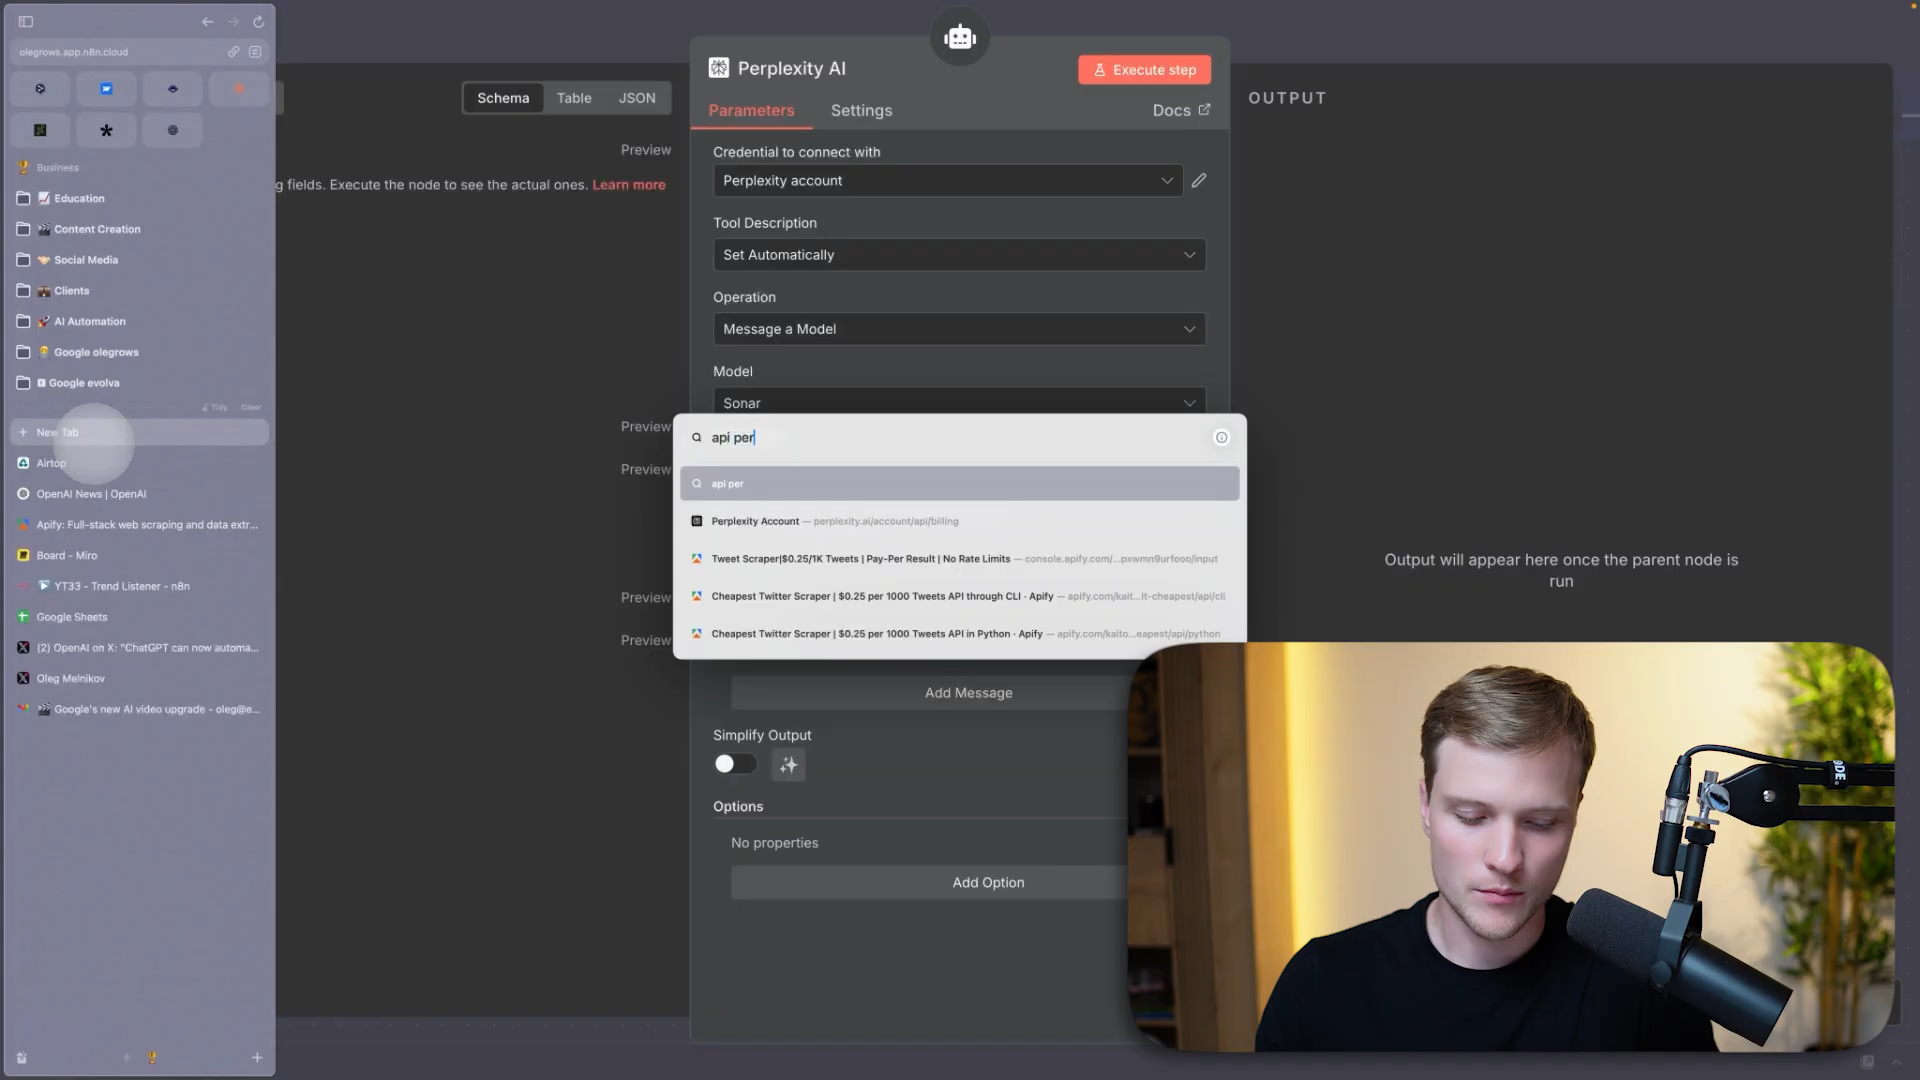 olegrows.app.n8n.cloud
Business
Education
Content Creation
Social Media
Clients
AI Automation
Google olegrows
Google evolva
Tidy
Clear
New Tab
Airtop
OpenAI News | OpenAI
Apify: Full-stack web scraping and data extr...
Board - Miro
YT33 - Trend Listener - n8n
Google Sheets
(2) OpenAI on X: "ChatGPT can now automa...
Oleg Melnikov
Google's new AI video upgrade - oleg@e...
Schema
Table
JSON
Preview
g fields. Execute the node to see the actual ones. Learn more
Preview
Preview
Preview
Preview
Perplexity AI
Execute step
Parameters
Settings
Docs
Credential to connect with
Perplexity account
Tool Description
Set Automatically
Operation
Message a Model
Model
Sonar
api per
api per
Perplexity Account — perplexity.ai/account/api/billing
Tweet Scraper|$0.25/1K Tweets | Pay-Per Result | No Rate Limits — console.apify.com/...pxwmn9urfooo/input
Cheapest Twitter Scraper | $0.25 per 1000 Tweets API through CLI · Apify — apify.com/kait...lt-cheapest/api/cli
Cheapest Twitter Scraper | $0.25 per 1000 Tweets API in Python · Apify — apify.com/kaito...eapest/api/python
Add Message
Simplify Output
Options
No properties
Add Option
OUTPUT
Output will appear here once the parent node is
run